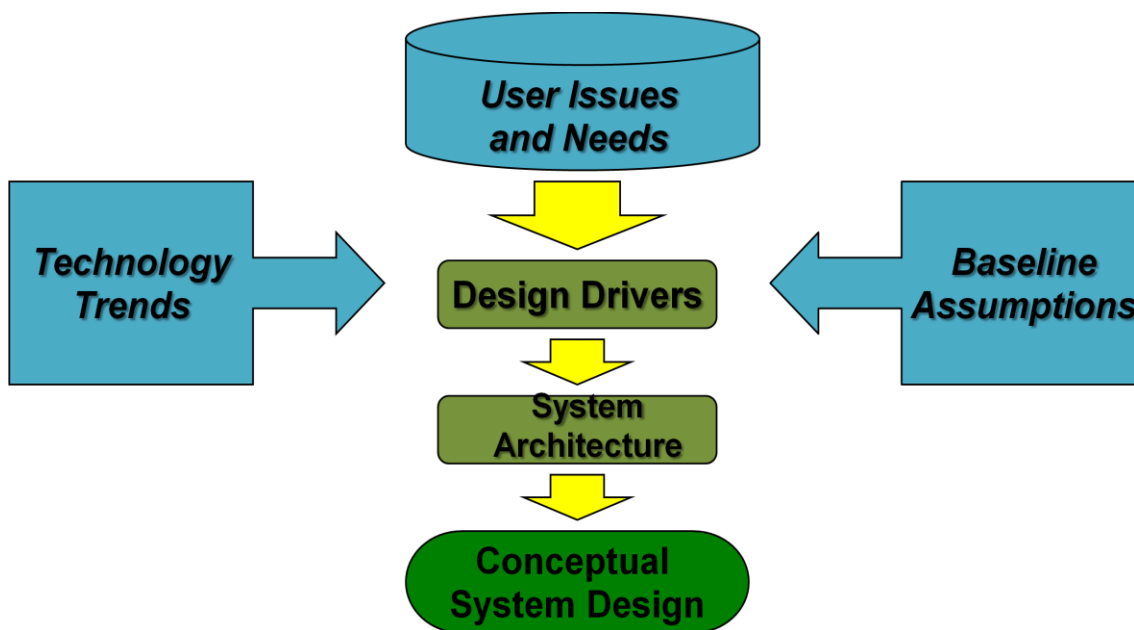 User Issues
and Needs
Technology
Trends
Design Drivers
Baseline
Assumptions
System
Architecture
Conceptual
System Design